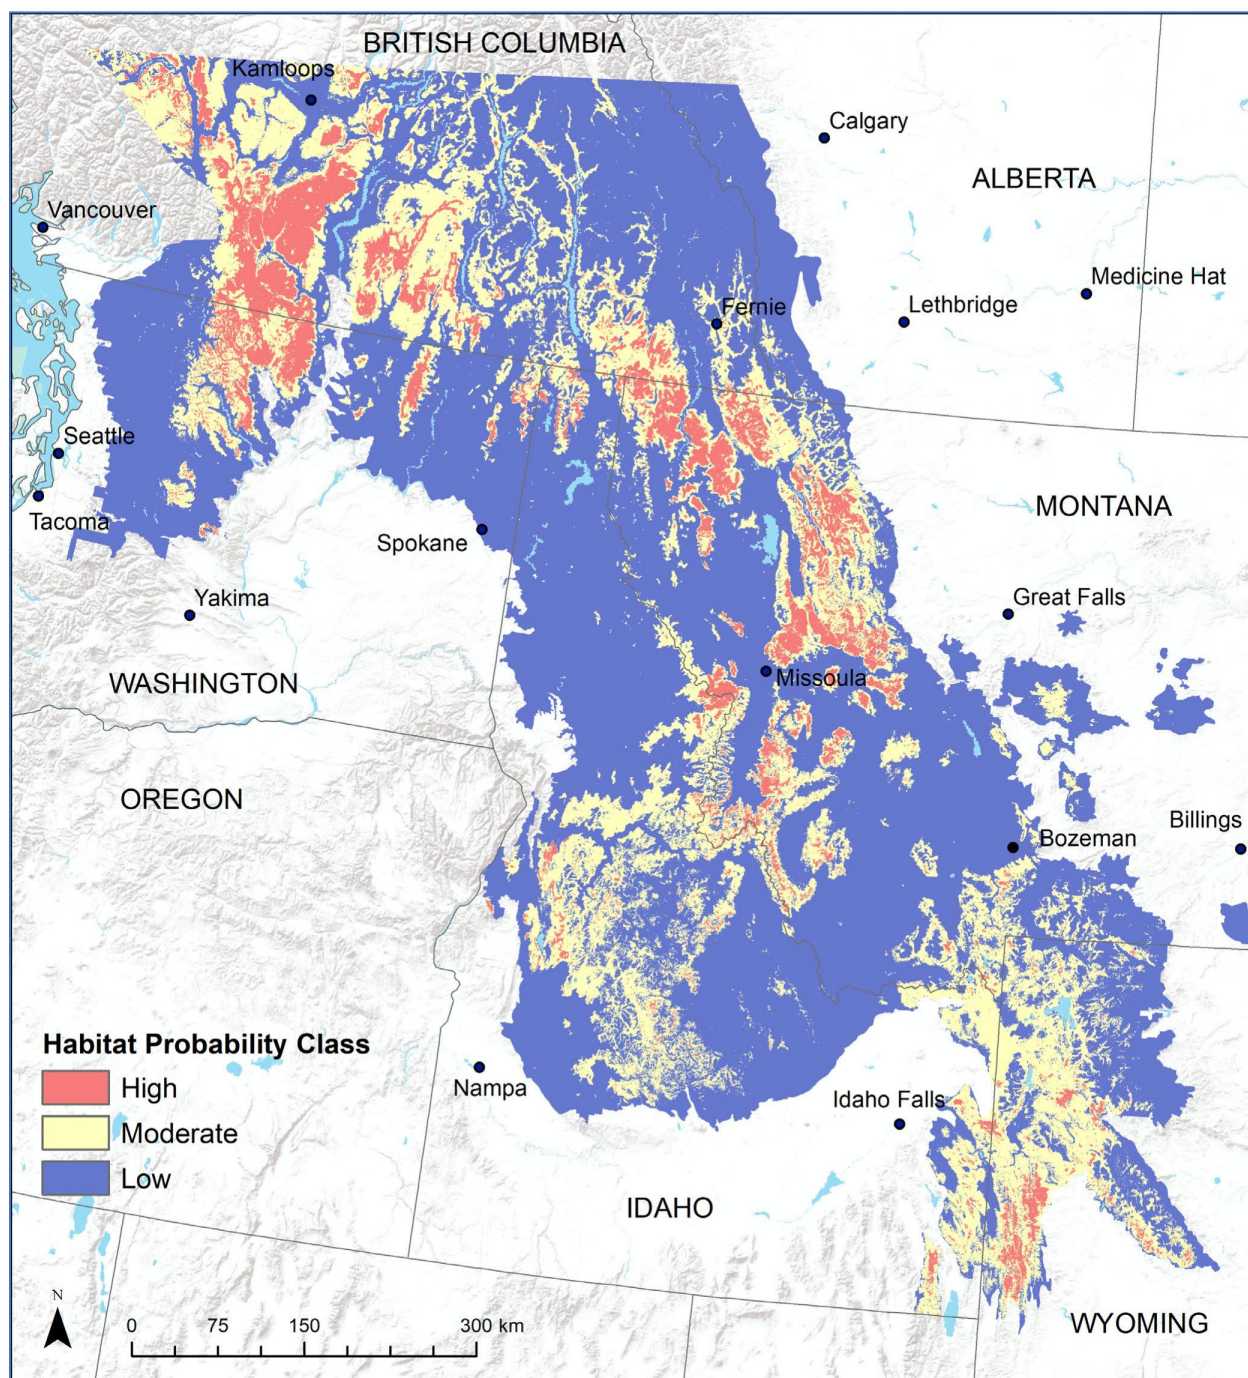 BRITISH COLUMBIA
Kamloops
Calgary
ALBERTA
Vancouver
Medicine Hat
Fernie
Lethbridge
Seattle
MONTANA
Tacoma
Spokane
Yakima
Great Falls
WASHINGTON
Missoula
OREGON
Billings
Bozeman
Habitat Probability Class
High
Nampa
Idaho Falls
Moderate
Low
IDAHO
N
0 75 150 300 km
WYOMING